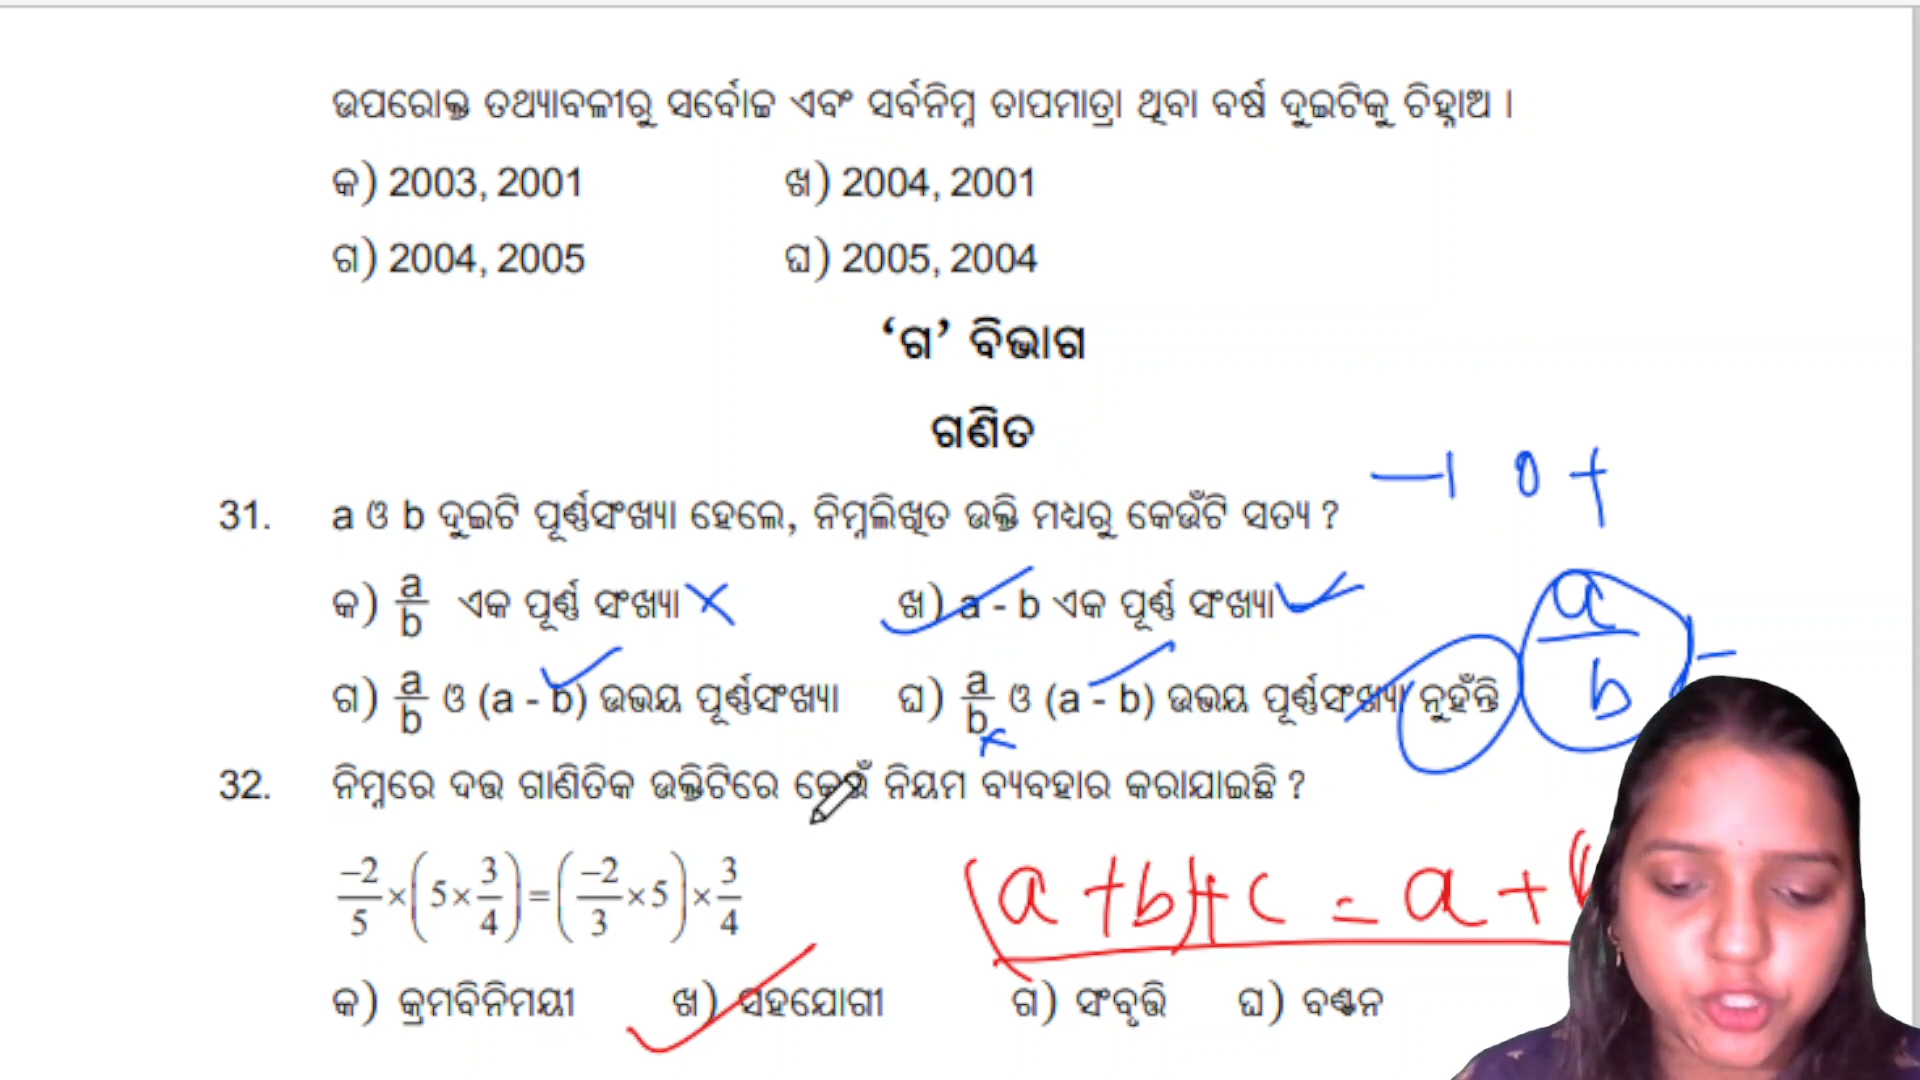 ଉପରୋକ୍ତ ତଥ୍ୟାବଳୀରୁ ସର୍ବୋଚ୍ଚ ଏବଂ ସର୍ବନିମ୍ନ ତାପମାତ୍ରା ଥିବା ବର୍ଷ ଦୁଇଟିକୁ ଚିହ୍ନାଅ ।
କ) 2003, 2001 ଖ) 2004, 2001
ଗ) 2004, 2005 ଘ) 2005, 2004
‘ଗ’ ବିଭାଗ
ଗଣିତ
-1 0 +
31. a ଓ b ଦୁଇଟି ପୂର୍ଣ୍ଣସଂଖ୍ୟା ହେଲେ, ନିମ୍ନଲିଖିତ ଉକ୍ତି ମଧ୍ୟରୁ କେଉଁଟି ସତ୍ୟ ?
କ) a/b ଏକ ପୂର୍ଣ୍ଣ ସଂଖ୍ୟା ଖ) a - b ଏକ ପୂର୍ଣ୍ଣ ସଂଖ୍ୟା
a/b =
ଗ) a/b ଓ (a - b) ଉଭୟ ପୂର୍ଣ୍ଣସଂଖ୍ୟା ଘ) a/b ଓ (a - b) ଉଭୟ ପୂର୍ଣ୍ଣସଂଖ୍ୟା ନୁହଁନ୍ତି
32. ନିମ୍ନରେ ଦତ୍ତ ଗାଣିତିକ ଉକ୍ତିଟିରେ କେଉଁ ନିୟମ ବ୍ୟବହାର କରାଯାଇଛି ?
-2/5 × (5 × 3/4) = (-2/3 × 5) × 3/4
(a + b) + c = a + (
କ) କ୍ରମବିନିମୟୀ ଖ) ସହଯୋଗୀ ଗ) ସଂବୃତ୍ତି ଘ) ବଣ୍ଟନ